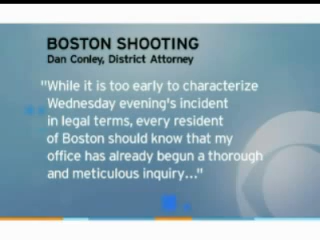 BOSTON SHOOTING
Dan Conley, District Attorney
"While it is too early to characterize
Wednesday evening's incident
in legal terms, every resident
of Boston should know that my
office has already begun a thorough
and meticulous inquiry..."